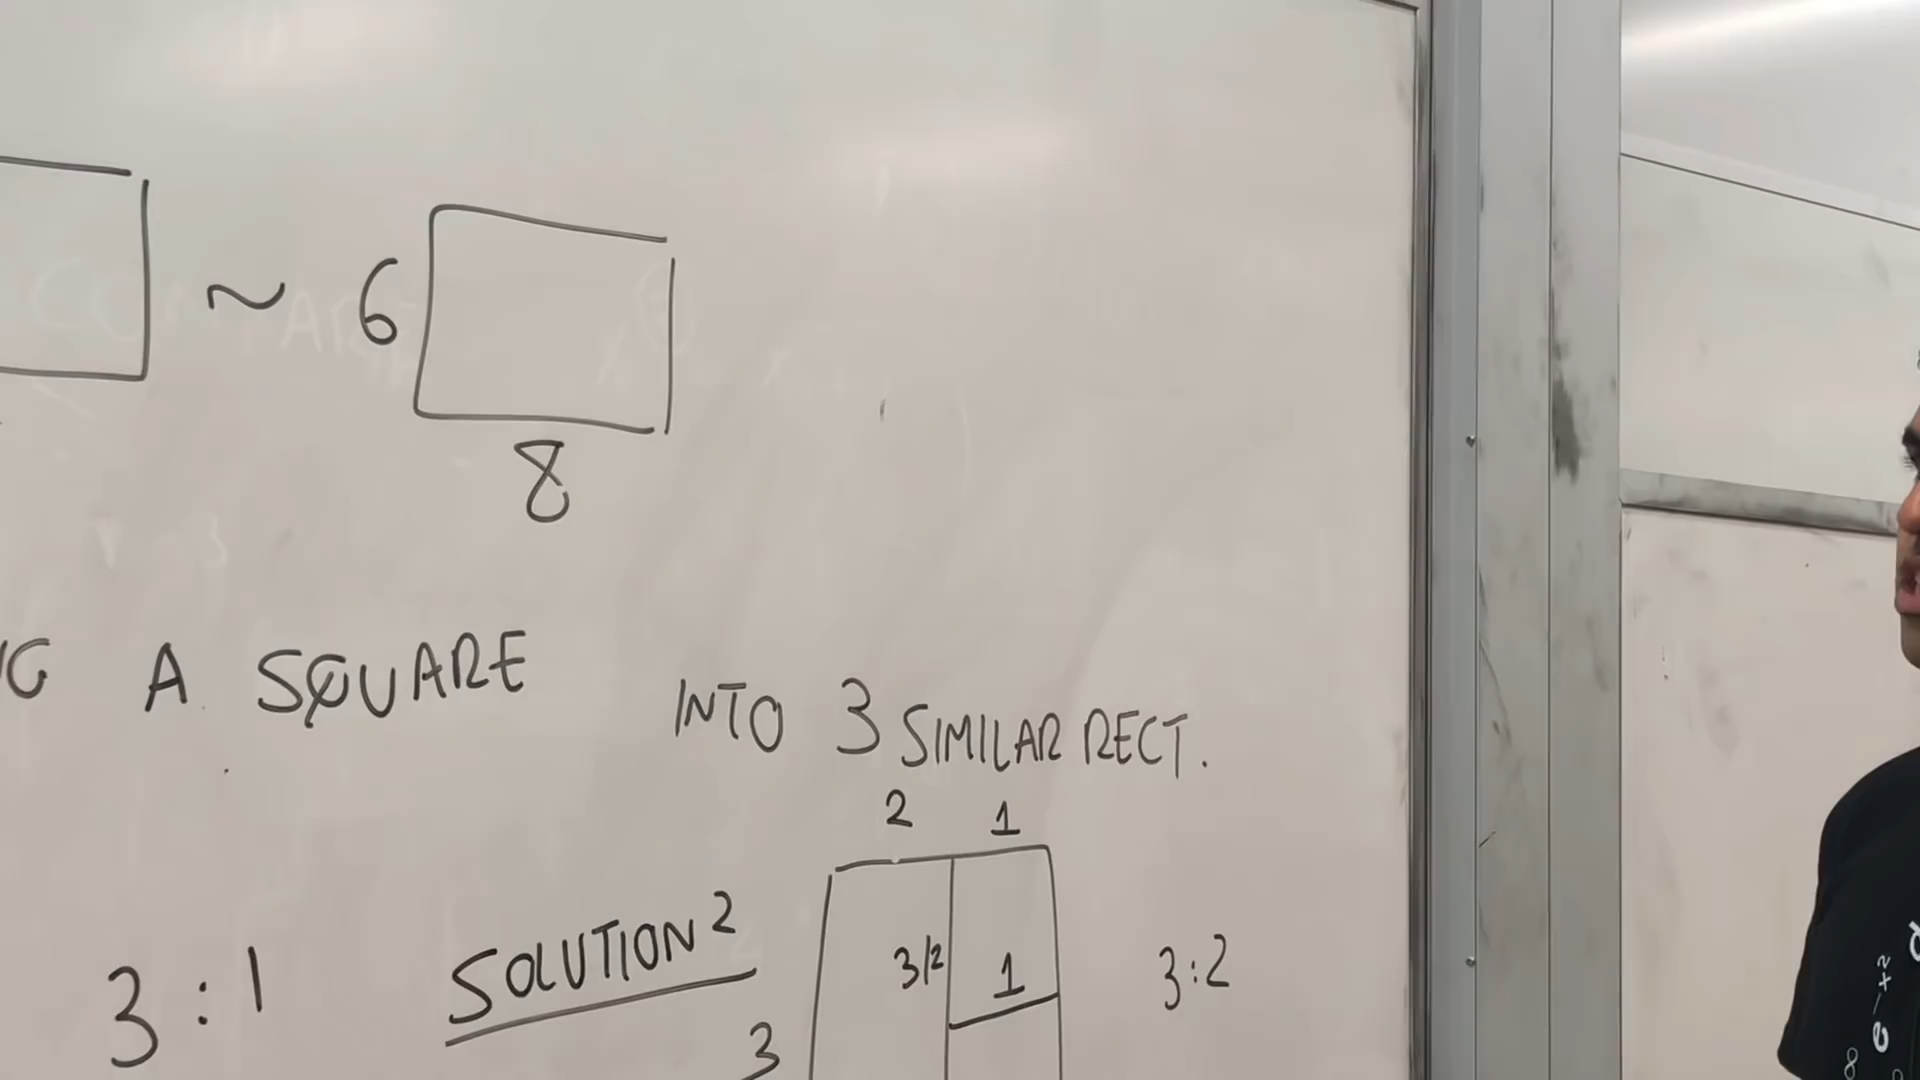 ~ 6
8
A SQUARE INTO 3 SIMILAR RECT.
2 1
3:1 SOLUTION 2 3/2 1 3:2
3